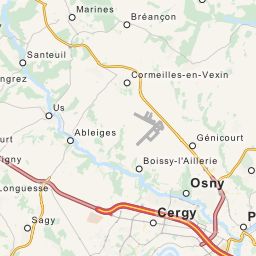 Marines
Bréançon
Santeuil
Cormeilles-en-Vexin
Us
Ableiges
Génicourt
Boissy-l'Aillerie
Longuesse
Osny
Sagy
Cergy